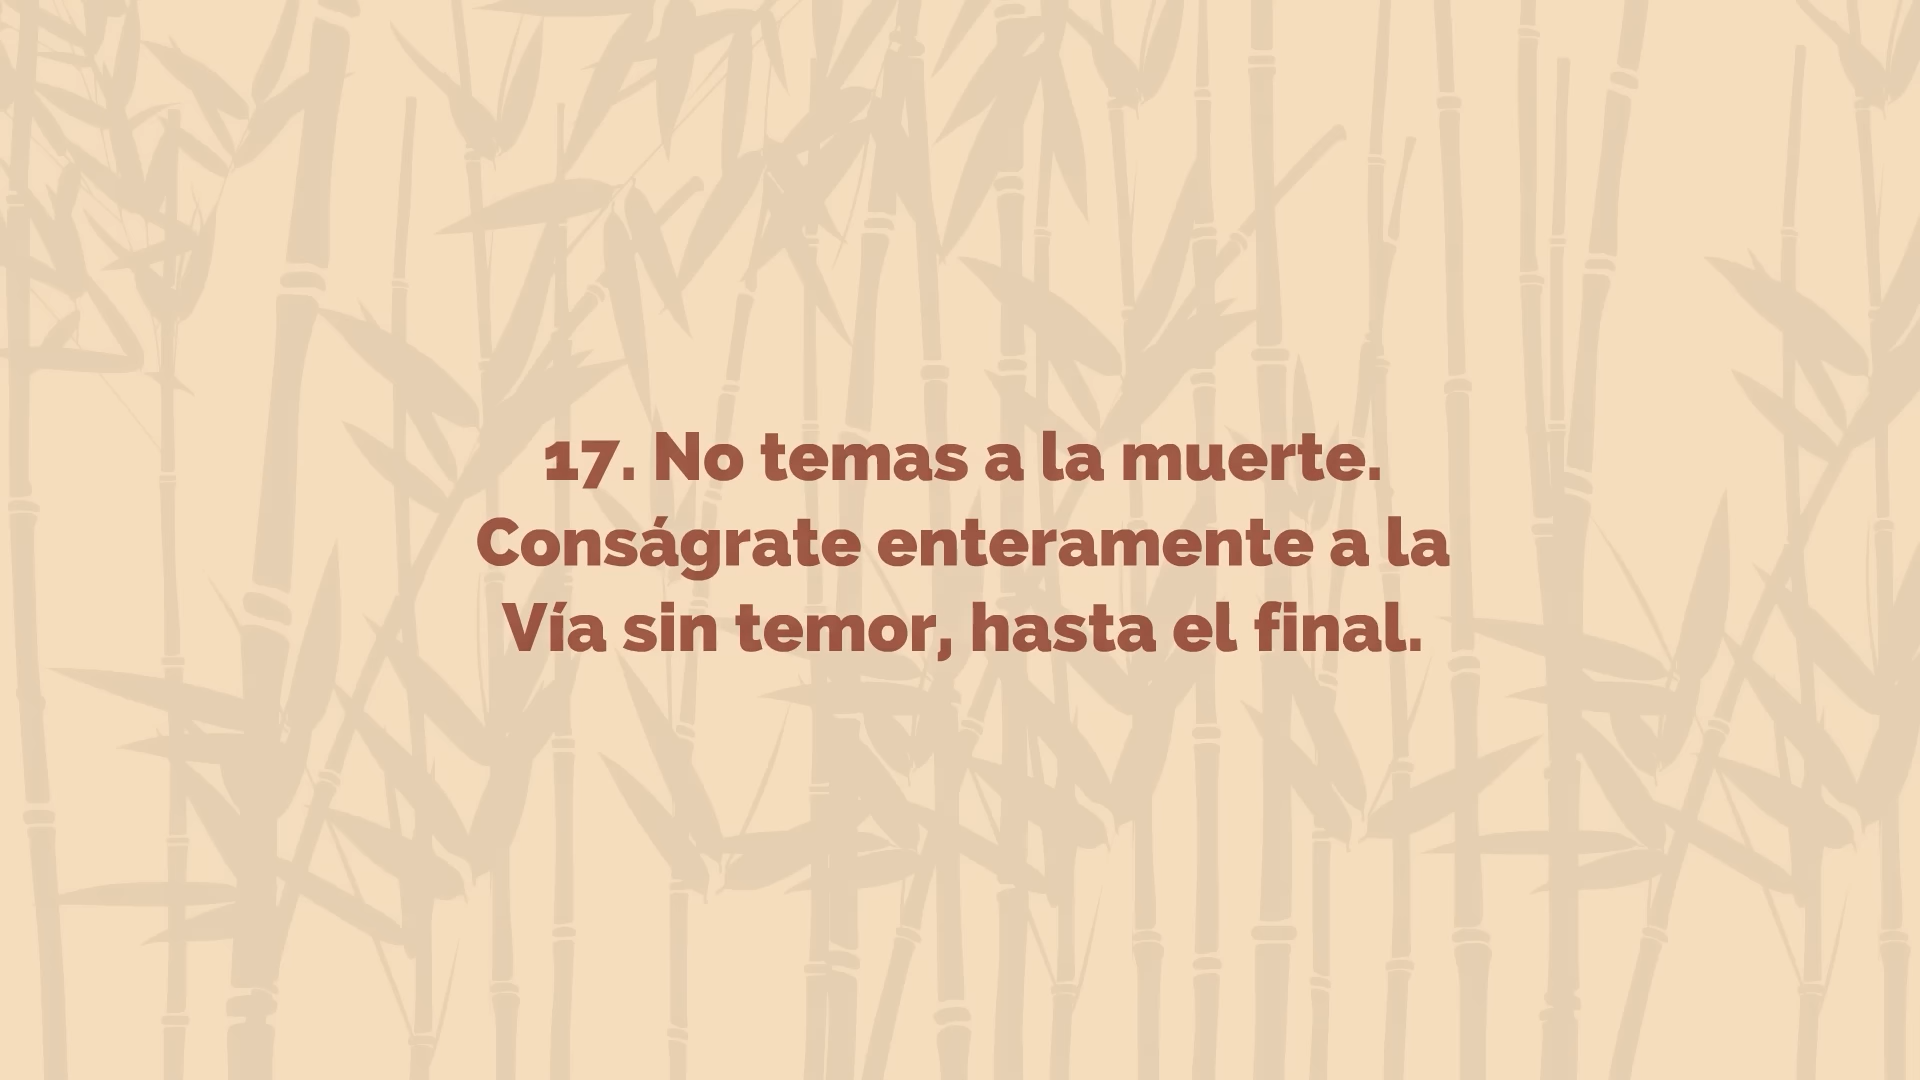 17. No temas a la muerte.
Conságrate enteramente a la
Vía sin temor, hasta el final.